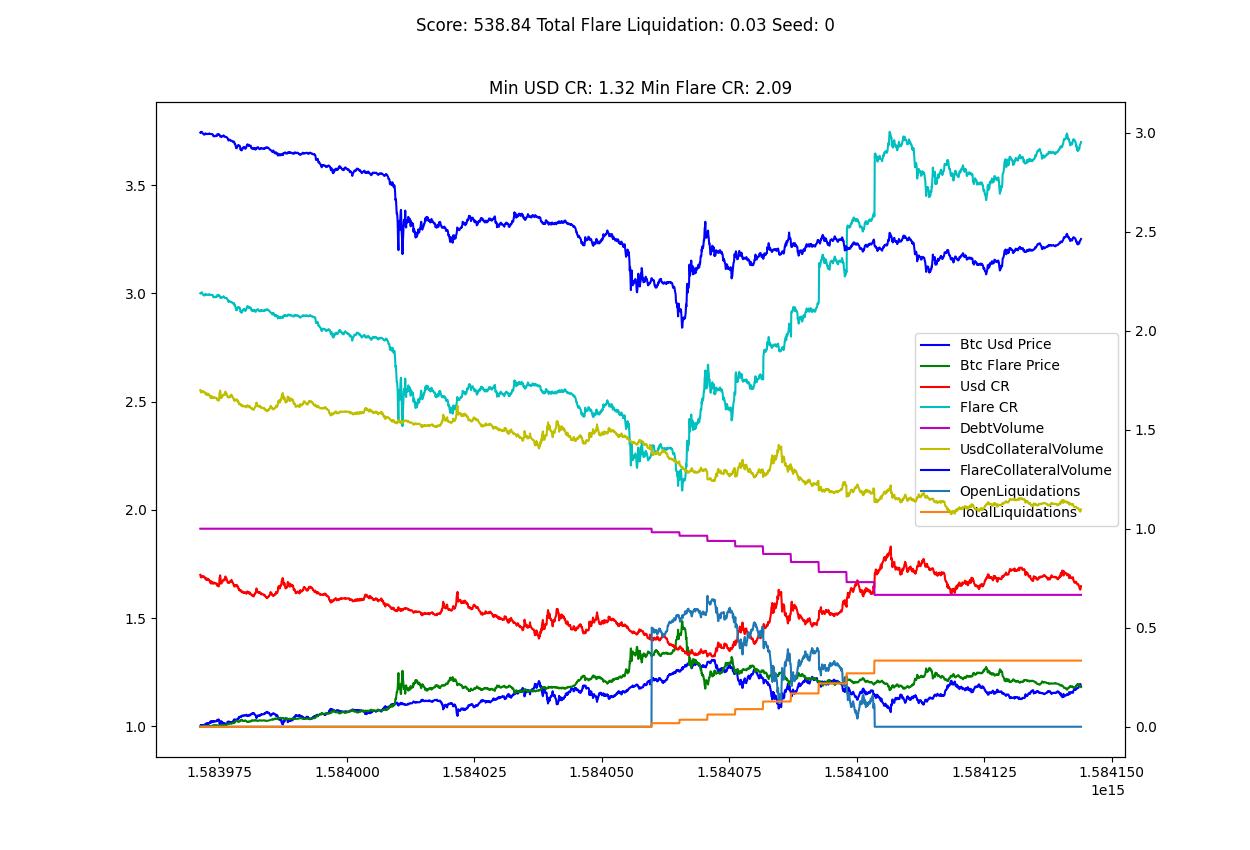 Score: 538.84 Total Flare Liquidation: 0.03 Seed: 0
Min USD CR: 1.32 Min Flare CR: 2.09
3.5
3.0
2.5
2.0
1.5
1.0
3.0
2.5
2.0
1.5
1.0
0.5
0.0
Btc Usd Price
Btc Flare Price
Usd CR
Flare CR
DebtVolume
UsdCollateralVolume
FlareCollateralVolume
OpenLiquidations
TotalLiquidations
1.583975 1.584000 1.584025 1.584050 1.584075 1.584100 1.584125 1.584150
1e15